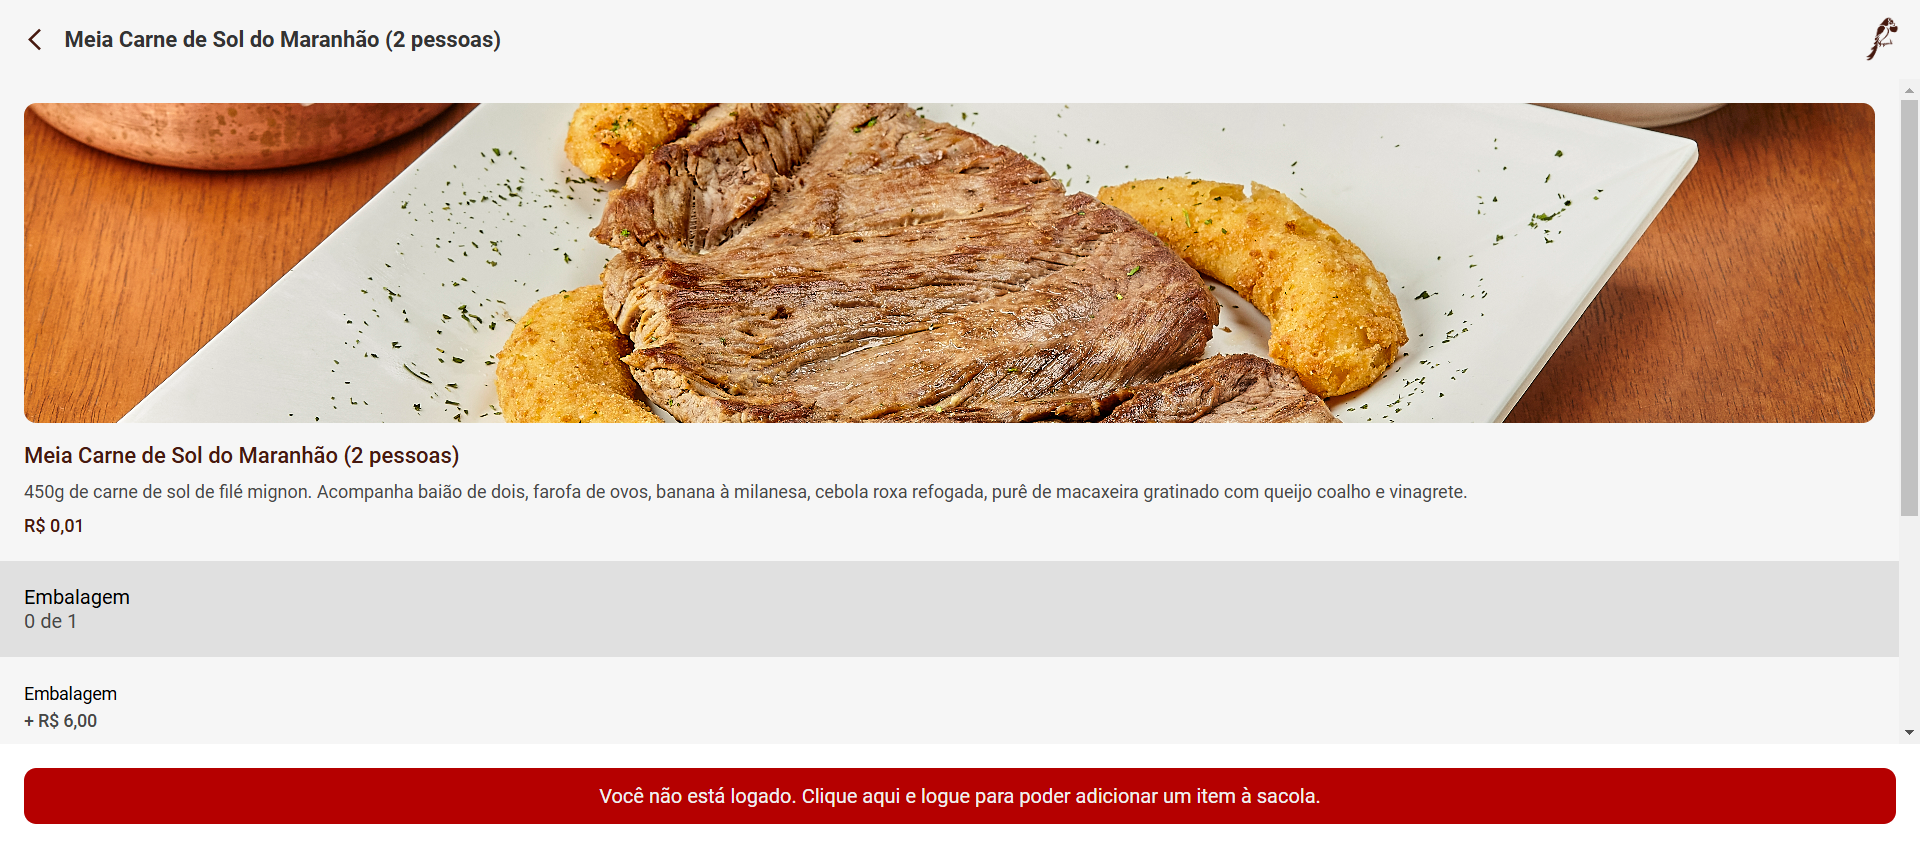 Meia Carne de Sol do Maranhão (2 pessoas)
Meia Carne de Sol do Maranhão (2 pessoas)
450g de carne de sol de filé mignon. Acompanha baião de dois, farofa de ovos, banana à milanesa, cebola roxa refogada, purê de macaxeira gratinado com queijo coalho e vinagrete.
R$ 0,01
Embalagem
0 de 1
Embalagem
+ R$ 6,00
Você não está logado. Clique aqui e logue para poder adicionar um item à sacola.